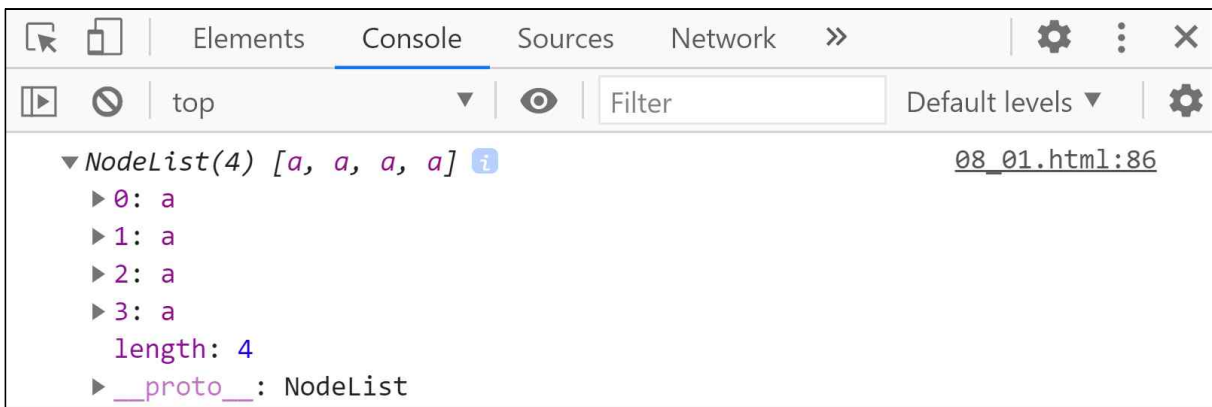 Elements Console Sources Network »
top ▼ Filter Default levels ▼
▼NodeList(4) [a, a, a, a] i 08_01.html:86
▶0: a
▶1: a
▶2: a
▶3: a
length: 4
▶__proto__: NodeList